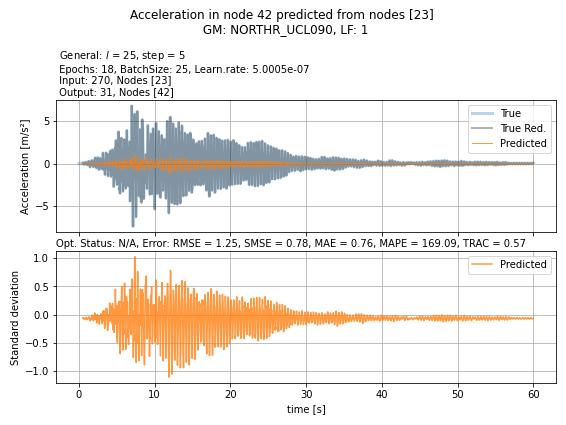 Acceleration in node 42 predicted from nodes [23]
GM: NORTHR_UCL090, LF: 1
General: l = 25, step = 5
Epochs: 18, BatchSize: 25, Learn.rate: 5.0005e-07
Input: 270, Nodes [23]
Output: 31, Nodes [42]
Acceleration [m/s²]
5
0
−5
True
True Red.
Predicted
Opt. Status: N/A, Error: RMSE = 1.25, SMSE = 0.78, MAE = 0.76, MAPE = 169.09, TRAC = 0.57
Standard deviation
1.0
0.5
0.0
−0.5
−1.0
Predicted
0 10 20 30 40 50 60
time [s]